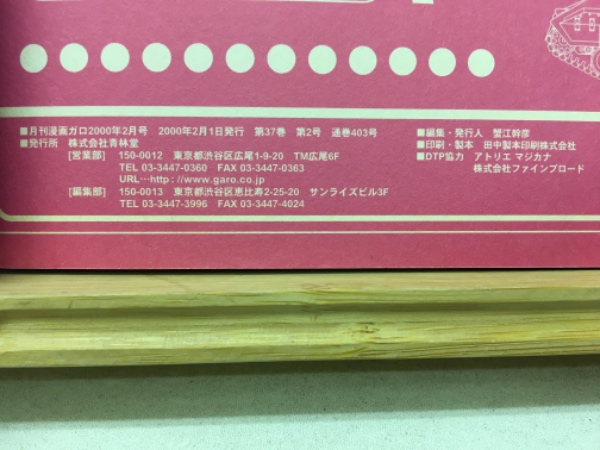 ■月刊漫画ガロ2000年2月号 2000年2月1日発行 第37巻 第2号 通巻403号
■発行所 株式会社青林堂
[営業部] 150-0012 東京都渋谷区広尾1-9-20 TM広尾6F
TEL 03-3447-0360 FAX 03-3447-0363
URL…http://www.garo.co.jp
[編集部] 150-0013 東京都渋谷区恵比寿2-25-20 サンライズビル3F
TEL 03-3447-3996 FAX 03-3447-4024
■編集・発行人 蟹江幹彦
■印刷・製本 田中製本印刷株式会社
■DTP協力 アトリエ マジカナ
株式会社ファインブロード